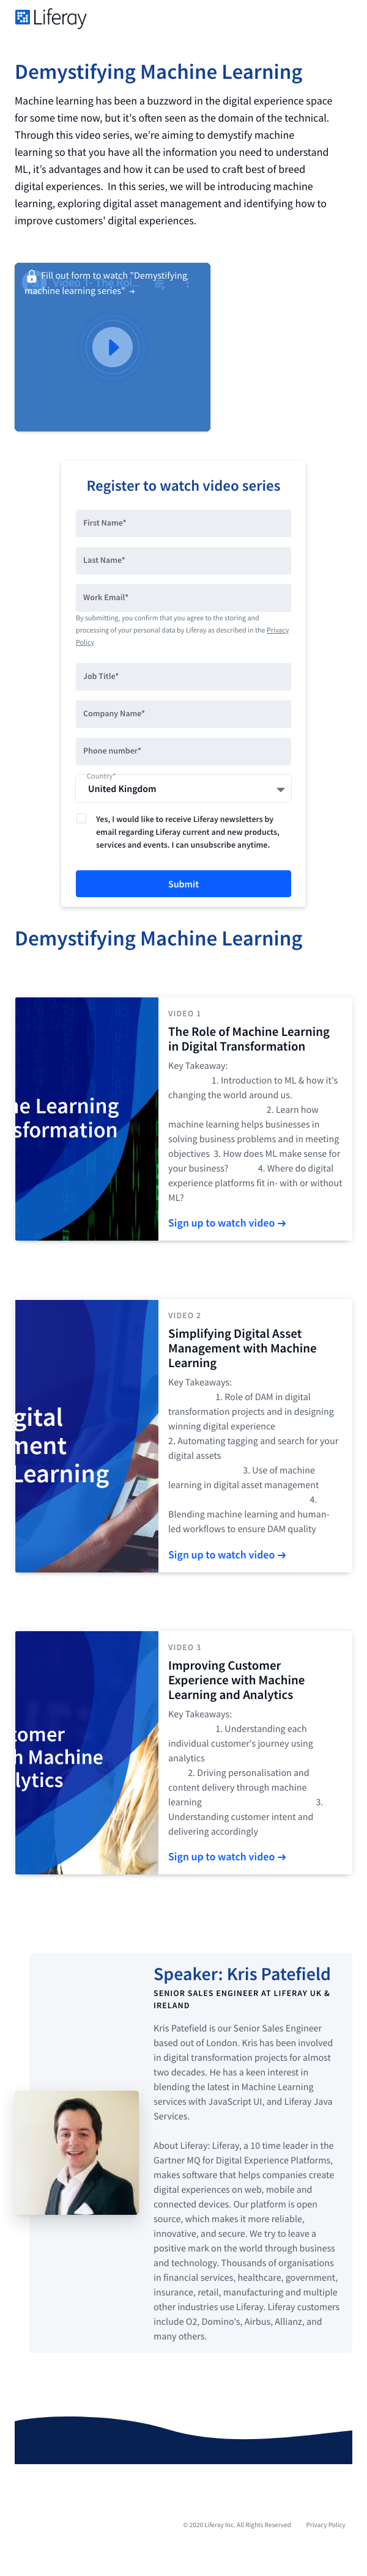 Liferay
Demystifying Machine Learning
Machine learning has been a buzzword in the digital experience space
for some time now, but it's often seen as the domain of the technical.
Through this video series, we're aiming to demystify machine
learning so that you have all the information you need to understand
ML, it's advantages and how it can be used to craft best of breed
digital experiences.  In this series, we will be introducing machine
learning, exploring digital asset management and identifying how to
improve customers' digital experiences.
Fill out form to watch "Demystifying
machine learning series" →
Video 1- The Rol...
Register to watch video series
First Name*
Last Name*
Work Email*
By submitting, you confirm that you agree to the storing and
processing of your personal data by Liferay as described in the Privacy
Policy
Job Title*
Company Name*
Phone number*
Country*
United Kingdom
Yes, I would like to receive Liferay newsletters by
email regarding Liferay current and new products,
services and events. I can unsubscribe anytime.
Submit
Demystifying Machine Learning
ne Learning
sformation
VIDEO 1
The Role of Machine Learning
in Digital Transformation
Key Takeaway:
1. Introduction to ML & how it's
changing the world around us.
2. Learn how
machine learning helps businesses in
solving business problems and in meeting
objectives  3. How does ML make sense for
your business?  4. Where do digital
experience platforms fit in- with or without
ML?
Sign up to watch video →
gital
ment
Learning
VIDEO 2
Simplifying Digital Asset
Management with Machine
Learning
Key Takeaways:
1. Role of DAM in digital
transformation projects and in designing
winning digital experience
2. Automating tagging and search for your
digital assets
3. Use of machine
learning in digital asset management
4.
Blending machine learning and human-
led workflows to ensure DAM quality
Sign up to watch video →
tomer
h Machine
lytics
VIDEO 3
Improving Customer
Experience with Machine
Learning and Analytics
Key Takeaways:
1. Understanding each
individual customer's journey using
analytics
2. Driving personalisation and
content delivery through machine
learning  3.
Understanding customer intent and
delivering accordingly
Sign up to watch video →
Speaker: Kris Patefield
SENIOR SALES ENGINEER AT LIFERAY UK &
IRELAND
Kris Patefield is our Senior Sales Engineer
based out of London. Kris has been involved
in digital transformation projects for almost
two decades. He has a keen interest in
blending the latest in Machine Learning
services with JavaScript UI, and Liferay Java
Services.
About Liferay: Liferay, a 10 time leader in the
Gartner MQ for Digital Experience Platforms,
makes software that helps companies create
digital experiences on web, mobile and
connected devices. Our platform is open
source, which makes it more reliable,
innovative, and secure. We try to leave a
positive mark on the world through business
and technology. Thousands of organisations
in financial services, healthcare, government,
insurance, retail, manufacturing and multiple
other industries use Liferay. Liferay customers
include O2, Domino's, Airbus, Allianz, and
many others.
© 2020 Liferay Inc. All Rights Reserved  Privacy Policy